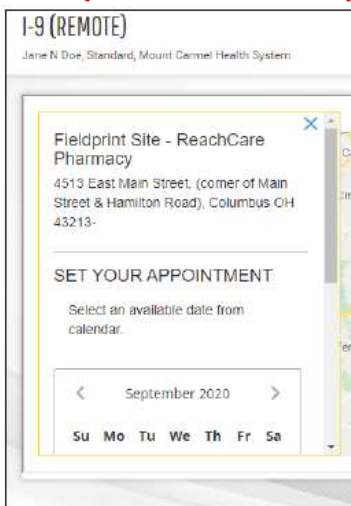 I-9 (REMOTE)
Jane N Doe, Standard, Mount Carmel Health System
Fieldprint Site - ReachCare
Pharmacy
4513 East Main Street, (corner of Main
Street & Hamilton Road), Columbus OH
43213-
SET YOUR APPOINTMENT
Select an available date from
calendar.
September 2020
Su Mo Tu We Th Fr Sa